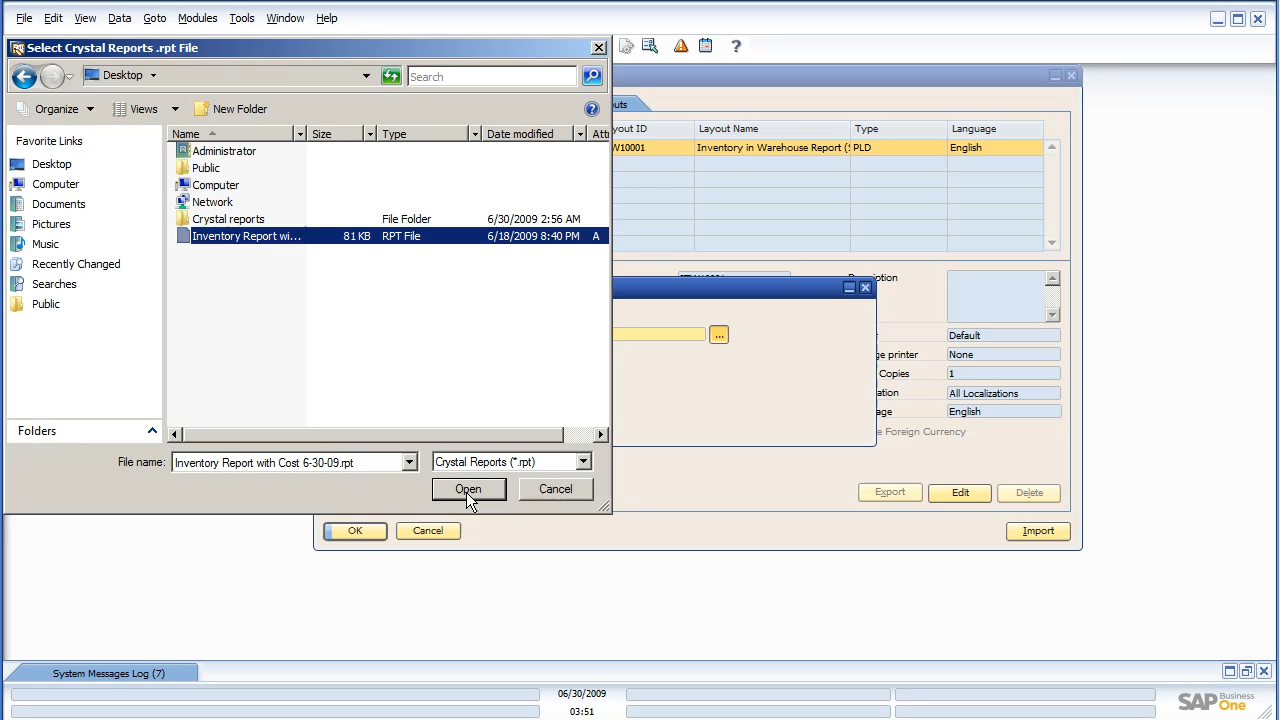 File Edit View Data Goto Modules Tools Window Help
Select Crystal Reports .rpt File
Desktop
Search
Organize Views New Folder
Favorite Links
Desktop
Computer
Documents
Pictures
Music
Recently Changed
Searches
Public
Folders
Name Size Type Date modified Att
Administrator
Public
Computer
Network
Crystal reports File Folder 6/30/2009 2:56 AM
Inventory Report wi... 81 KB RPT File 6/18/2009 8:40 PM A
File name: Inventory Report with Cost 6-30-09.rpt Crystal Reports (*.rpt)
Open Cancel
Layout Name Type Language
Inventory in Warehouse Report (S PLD English
Description
Default
printer None
Copies 1
All Localizations
English
Foreign Currency
...
Export Edit Delete
OK Cancel Import
System Messages Log (7)
06/30/2009
03:51
SAP Business One